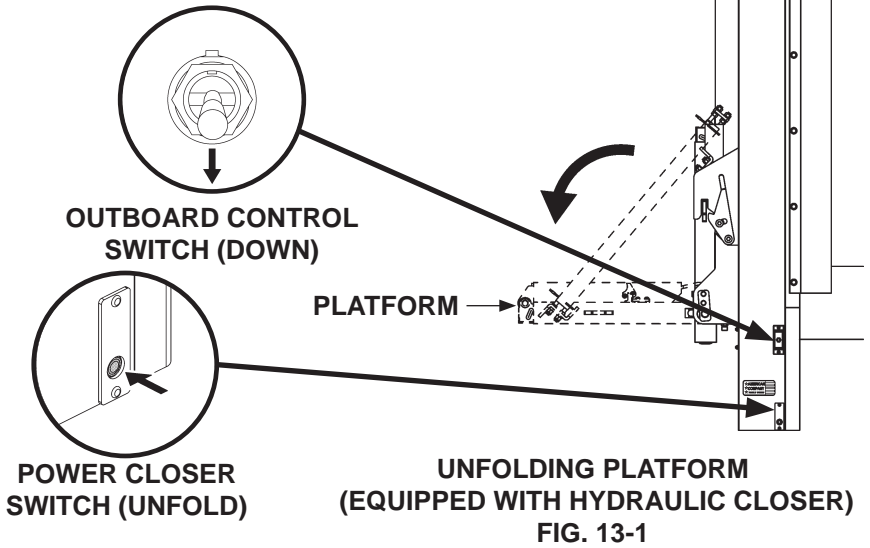 OUTBOARD CONTROL
SWITCH (DOWN)
PLATFORM
POWER CLOSER
SWITCH (UNFOLD)
UNFOLDING PLATFORM
(EQUIPPED WITH HYDRAULIC CLOSER)
FIG. 13-1